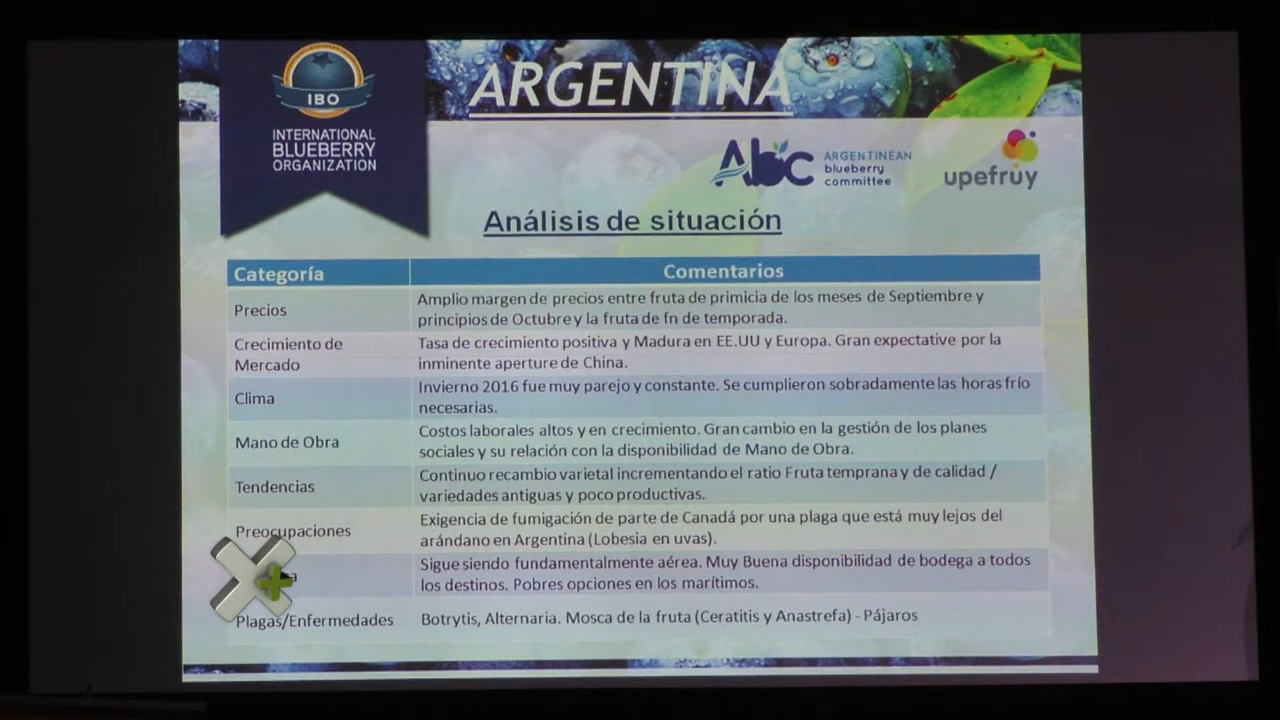 IBO
INTERNATIONAL
BLUEBERRY
ORGANIZATION
ARGENTINA
Abc
ARGENTINEAN
blueberry
committee
upefruy
Análisis de situación
Categoría
Comentarios
Precios
Amplio margen de precios entre fruta de primicia de los meses de Septiembre y
principios de Octubre y la fruta de fn de temporada.
Crecimiento de
Mercado
Tasa de crecimiento positiva y Madura en EE.UU y Europa. Gran expectative por la
inminente aperture de China.
Clima
Invierno 2016 fue muy parejo y constante. Se cumplieron sobradamente las horas frío
necesarias.
Mano de Obra
Costos laborales altos y en crecimiento. Gran cambio en la gestión de los planes
sociales y su relación con la disponibilidad de Mano de Obra.
Tendencias
Continuo recambio varietal incrementando el ratio Fruta temprana y de calidad /
variedades antiguas y poco productivas.
Preocupaciones
Exigencia de fumigación de parte de Canadá por una plaga que está muy lejos del
arándano en Argentina (Lobesia en uvas).
Sigue siendo fundamentalmente aérea. Muy Buena disponibilidad de bodega a todos
los destinos. Pobres opciones en los marítimos.
Plagas/Enfermedades
Botrytis, Alternaria. Mosca de la fruta (Ceratitis y Anastrefa) - Pájaros